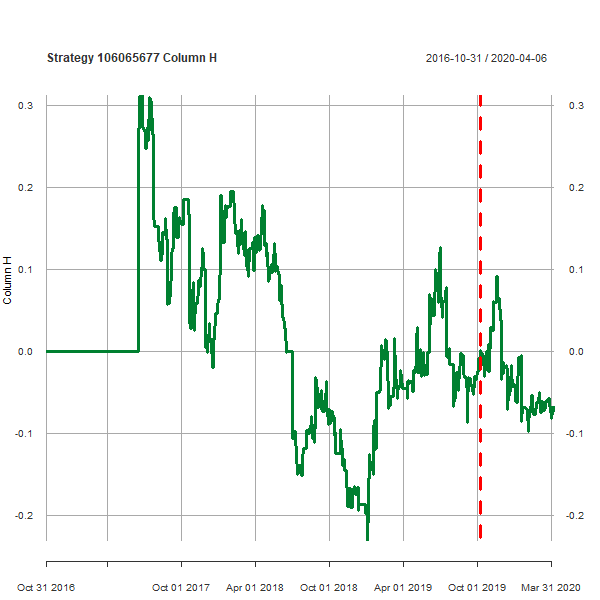 Strategy 106065677 Column H
2016-10-31 / 2020-04-06
0.3
0.3
0.2
0.2
0.1
0.1
Column H
0.0
0.0
-0.1
-0.1
-0.2
-0.2
Oct 31 2016
Oct 01 2017
Apr 01 2018
Oct 01 2018
Apr 01 2019
Oct 01 2019
Mar 31 2020